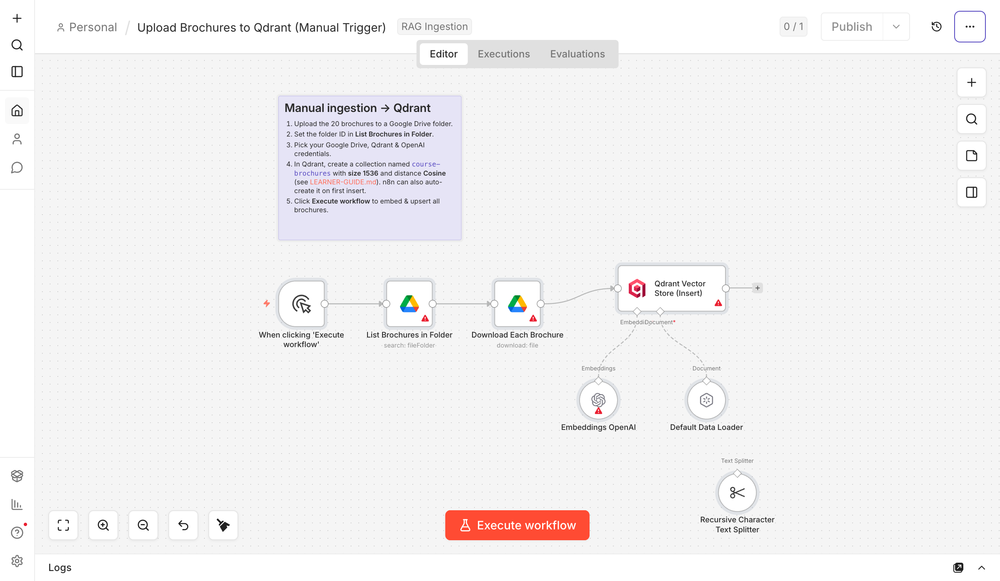 Personal / Upload Brochures to Qdrant (Manual Trigger) RAG Ingestion
0 / 1 Publish
Editor Executions Evaluations
Manual ingestion → Qdrant
1. Upload the 20 brochures to a Google Drive folder.
2. Set the folder ID in List Brochures in Folder.
3. Pick your Google Drive, Qdrant & OpenAI
credentials.
4. In Qdrant, create a collection named course-
brochures with size 1536 and distance Cosine
(see LEARNER-GUIDE.md). n8n can also auto-
create it on first insert.
5. Click Execute workflow to embed & upsert all
brochures.
Qdrant Vector
Store (Insert)
Embeddi Document*
When clicking 'Execute
workflow'
List Brochures in Folder
search: fileFolder
Download Each Brochure
download: file
Embeddings
Document
Embeddings OpenAI
Default Data Loader
Text Splitter
Recursive Character
Text Splitter
Execute workflow
Logs